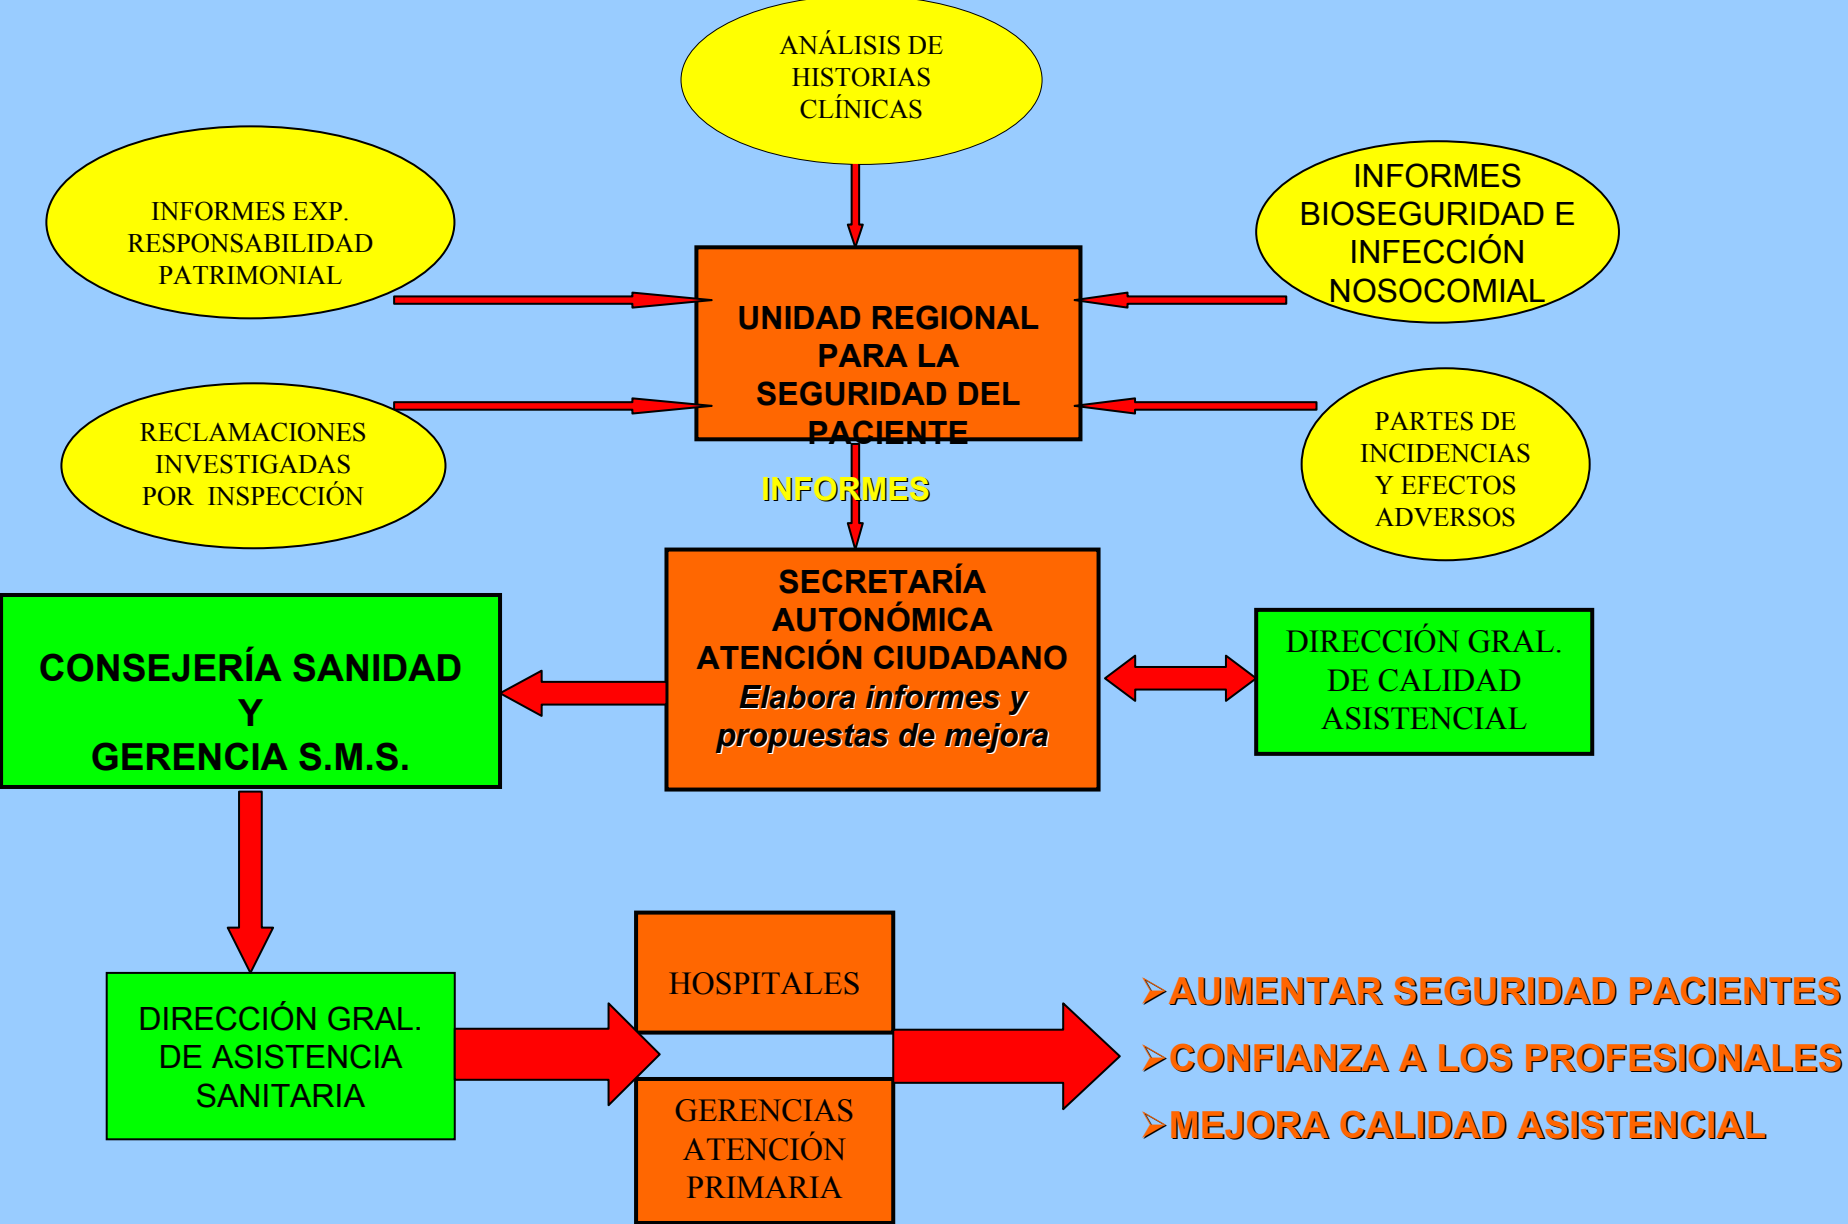 ANÁLISIS DE
HISTORIAS
CLÍNICAS
INFORMES EXP.
RESPONSABILIDAD
PATRIMONIAL
INFORMES
BIOSEGURIDAD E
INFECCIÓN
NOSOCOMIAL
UNIDAD REGIONAL
PARA LA
SEGURIDAD DEL
PACIENTE
RECLAMACIONES
INVESTIGADAS
POR INSPECCIÓN
PARTES DE
INCIDENCIAS
Y EFECTOS
ADVERSOS
INFORMES
SECRETARÍA
AUTONÓMICA
ATENCIÓN CIUDADANO
Elabora informes y
propuestas de mejora
CONSEJERÍA SANIDAD
Y
GERENCIA S.M.S.
DIRECCIÓN GRAL.
DE CALIDAD
ASISTENCIAL
DIRECCIÓN GRAL.
DE ASISTENCIA
SANITARIA
HOSPITALES
GERENCIAS
ATENCIÓN
PRIMARIA
➢AUMENTAR SEGURIDAD PACIENTES
➢CONFIANZA A LOS PROFESIONALES
➢MEJORA CALIDAD ASISTENCIAL